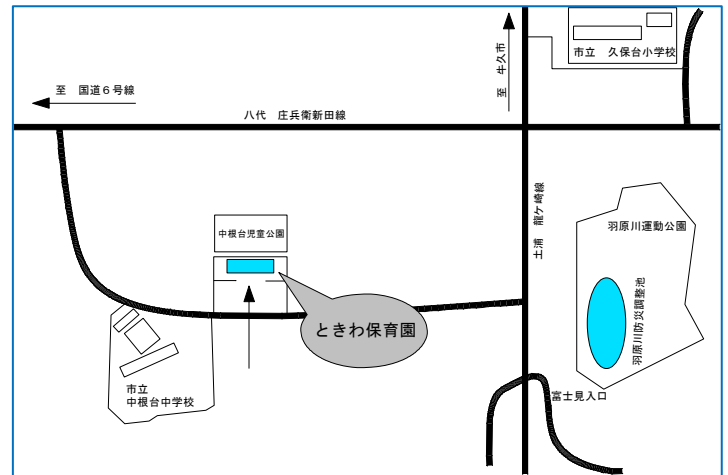 市立　久保台小学校
至　牛久市
至　国道６号線
八代　庄兵衛新田線
中根台児童公園
土浦　龍ケ崎線
羽原川運動公園
羽原川防災調整池
ときわ保育園
市立
中根台中学校
富士見入口